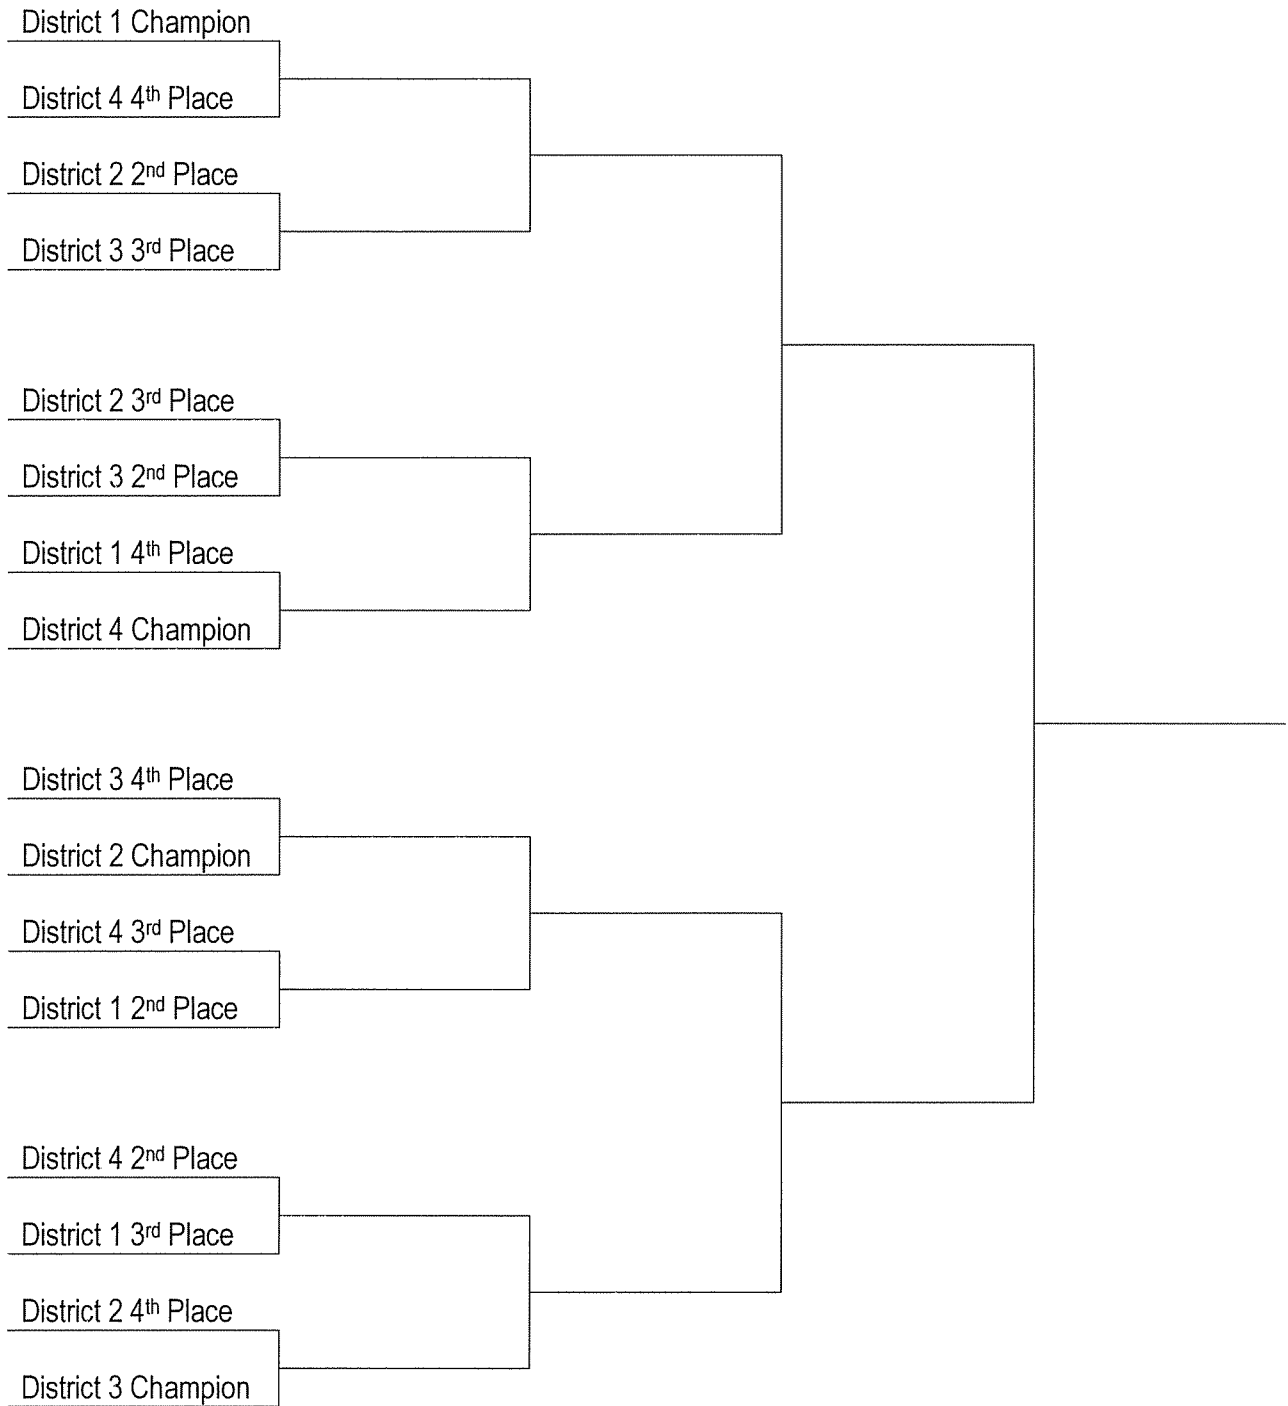 District 1 Champion
District 4 4th Place
District 2 2nd Place
District 3 3rd Place
District 2 3rd Place
District 3 2nd Place
District 1 4th Place
District 4 Champion
District 3 4th Place
District 2 Champion
District 4 3rd Place
District 1 2nd Place
District 4 2nd Place
District 1 3rd Place
District 2 4th Place
District 3 Champion